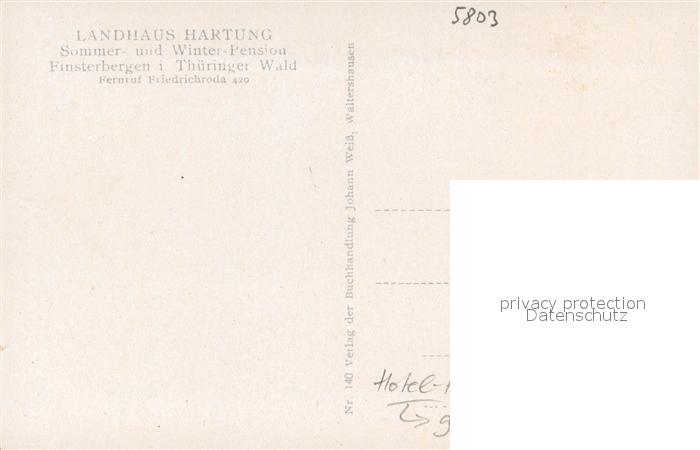 LANDHAUS HARTUNG
Sommer- und Winter-Pension
Finsterbergen i Thüringer Wald
Fernruf Friedrichroda 420
5803
Nr. 140 Verlag der Buchhandlung Johann Weiß, Waltershausen
privacy protection
Datenschutz
Hotel-